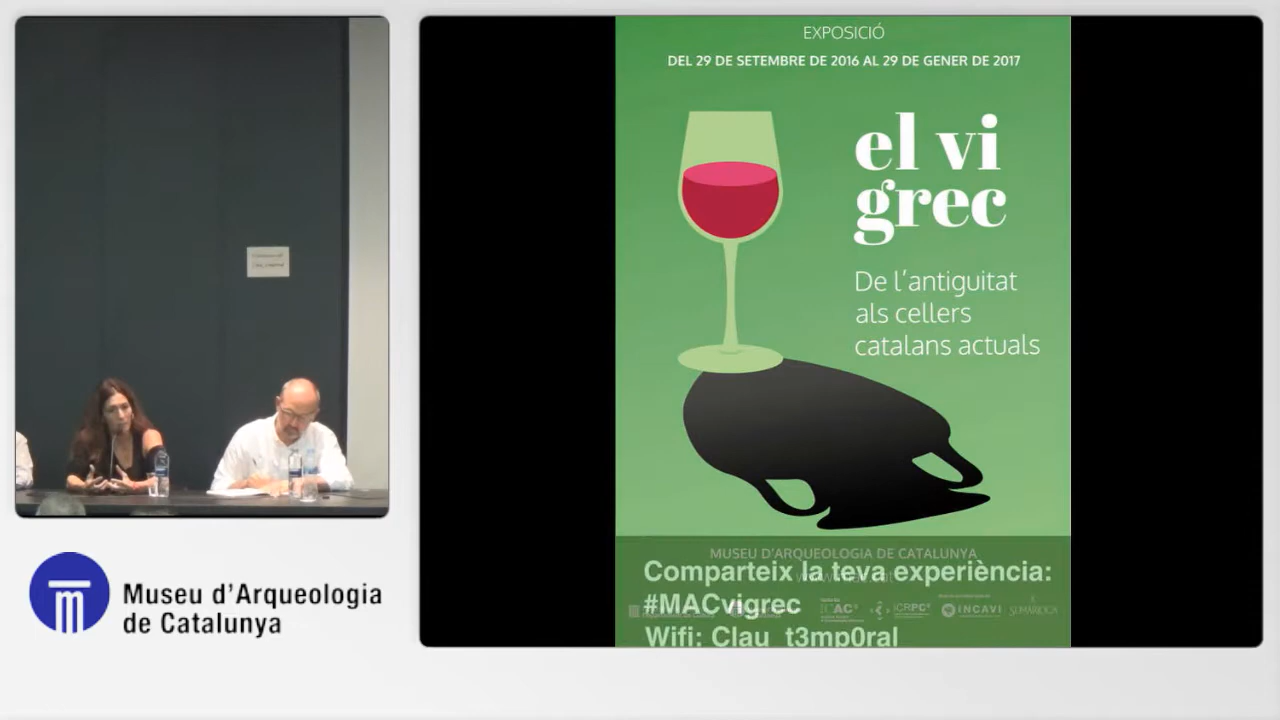 EXPOSICIÓ
DEL 29 DE SETEMBRE DE 2016 AL 29 DE GENER DE 2017
el vi
grec
De l'antiguitat
als cellers
catalans actuals
MUSEU D'ARQUEOLOGIA DE CATALUNYA
Comparteix la teva experiència:
#MACvigrec
Wifi: Clau_t3mp0ral
iCRPC
INCAVI
SUMARROCA
Museu d'Arqueologia
de Catalunya